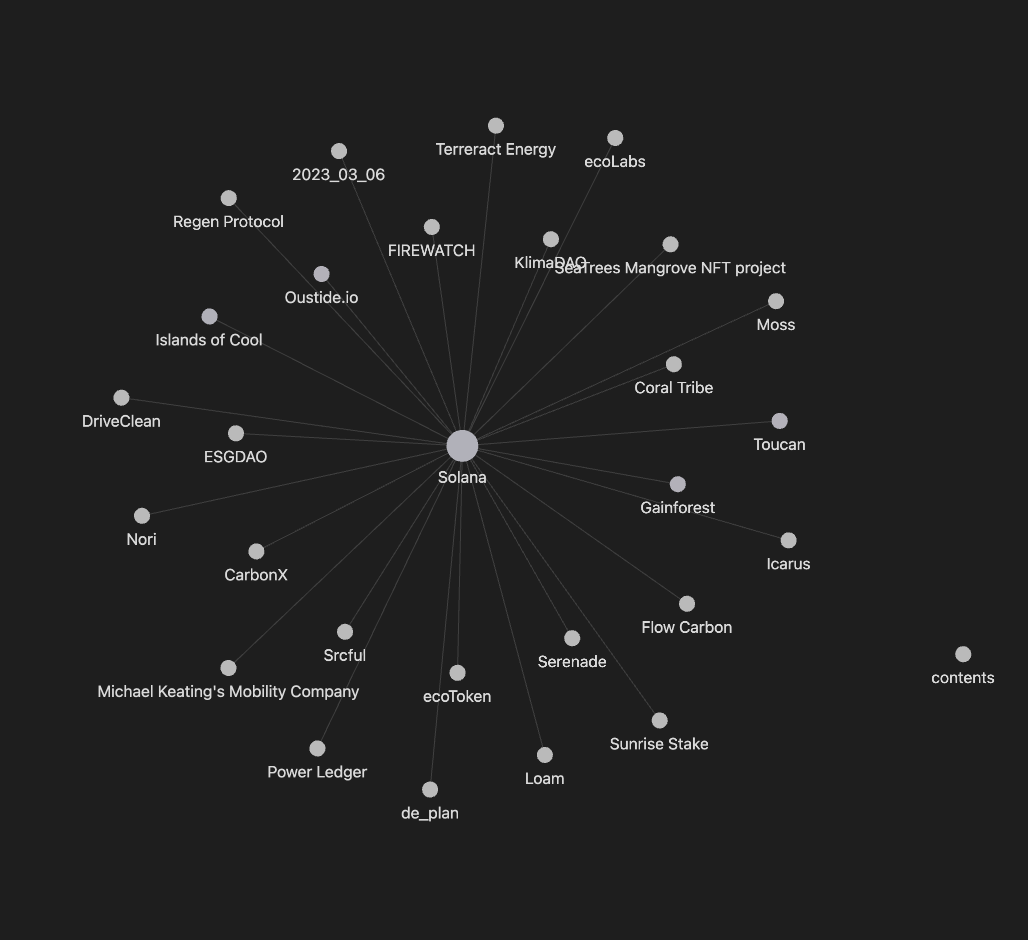 Terreract Energy
ecoLabs
2023_03_06
Regen Protocol
FIREWATCH
KlimaDAO
SeaTrees Mangrove NFT project
Oustide.io
Moss
Islands of Cool
Coral Tribe
DriveClean
Toucan
ESGDAO
Solana
Gainforest
Nori
Icarus
CarbonX
Flow Carbon
Srcful
Serenade
contents
Michael Keating's Mobility Company
ecoToken
Sunrise Stake
Power Ledger
Loam
de_plan